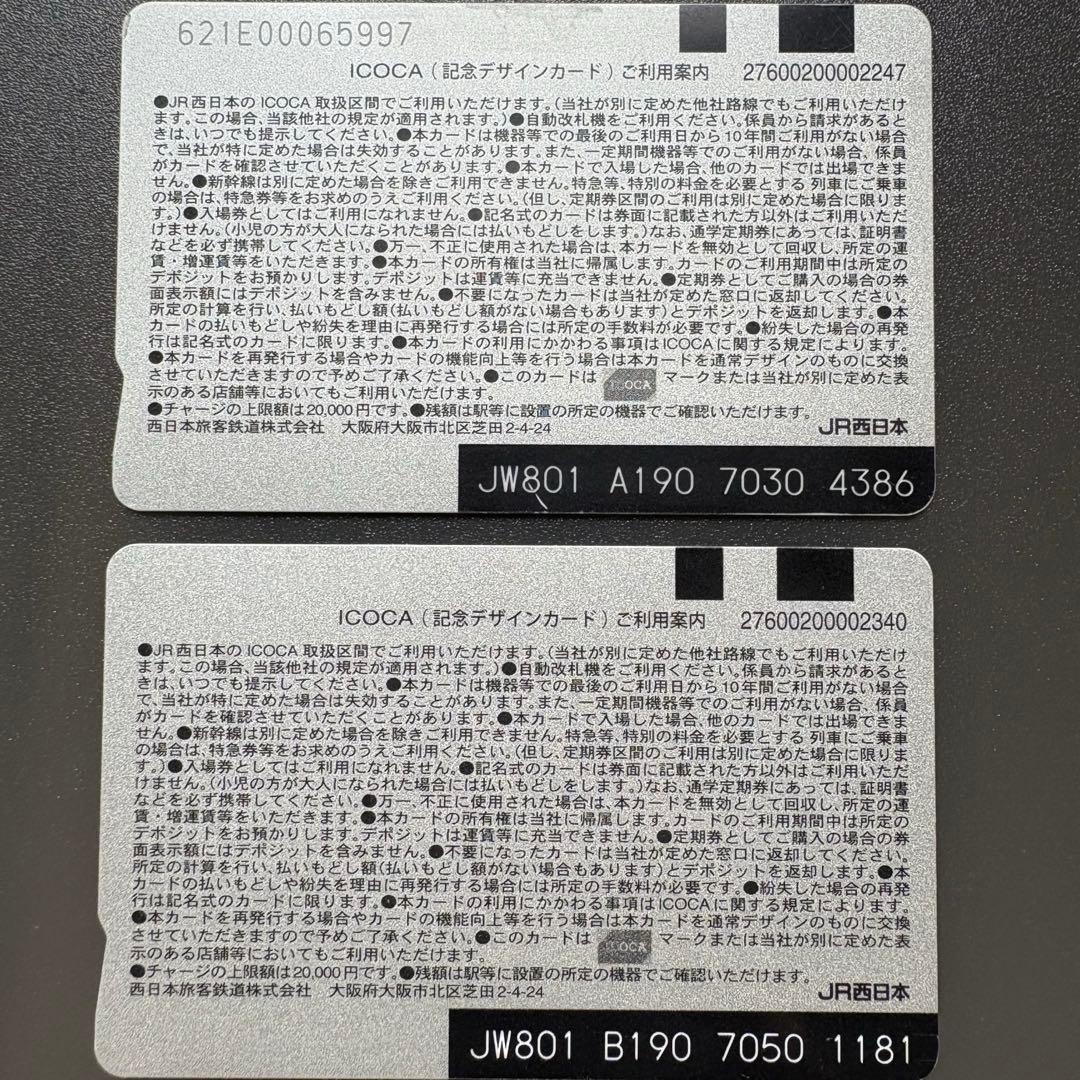 621E00065997
ICOCA(記念デザインカード)ご利用案内 27600200002247
●JR西日本のICOCA取扱区間でご利用いただけます。(当社が別に定めた他社路線でもご利用いただけ
ます。この場合、当該他社の規定が適用されます。)●自動改札機をご利用ください。係員から請求があると
きは、いつでも提示してください。●本カードは機器等での最後のご利用日から10年間ご利用がない場合
で、当社が特に定めた場合は失効することがあります。また、一定期間機器等でのご利用がない場合、係員
がカードを確認させていただくことがあります。●本カードで入場した場合、他のカードでは出場できま
せん。●新幹線は別に定めた場合を除きご利用できません。特急等、特別の料金を必要とする列車にご乗車
の場合は、特急券等をお求めのうえご利用ください。(但し、定期券区間のご利用は別に定めた場合に限りま
す。)●入場券としてはご利用になれません。●記名式のカードは券面に記載された方以外はご利用いただ
けません。(小児の方が大人になられた場合には払いもどしをします。)なお、通学定期券にあっては、証明書
などを必ず携帯してください。●万一、不正に使用された場合は、本カードを無効として回収し、所定の運
賃・増運賃等をいただきます。●本カードの所有権は当社に帰属します。カードのご利用期間中は所定の
デポジットをお預かりします。デポジットは運賃等に充当できません。●定期券としてご購入の場合の券
面表示額にはデポジットを含みません。●不要になったカードは当社が定めた窓口に返却してください。
所定の計算を行い、払いもどし額(払いもどし額がない場合もあります)とデポジットを返却します。●本
カードの払いもどしや紛失を理由に再発行する場合には所定の手数料が必要です。●紛失した場合の再発
行は記名式のカードに限ります。●本カードの利用にかかわる事項はICOCAに関する規定によります。
●本カードを再発行する場合やカードの機能向上等を行う場合は本カードを通常デザインのものに交換
させていただきますので予めご了承ください。●このカードは ICOCA マークまたは当社が別に定めた表
示のある店舗等においてもご利用いただけます。
●チャージの上限額は20,000円です。●残額は駅等に設置の所定の機器でご確認いただけます。
西日本旅客鉄道株式会社 大阪府大阪市北区芝田2-4-24 JR西日本
JW801 A190 7030 4386
ICOCA(記念デザインカード)ご利用案内 27600200002340
●JR西日本のICOCA取扱区間でご利用いただけます。(当社が別に定めた他社路線でもご利用いただけ
ます。この場合、当該他社の規定が適用されます。)●自動改札機をご利用ください。係員から請求があると
きは、いつでも提示してください。●本カードは機器等での最後のご利用日から10年間ご利用がない場合
で、当社が特に定めた場合は失効することがあります。また、一定期間機器等でのご利用がない場合、係員
がカードを確認させていただくことがあります。●本カードで入場した場合、他のカードでは出場できま
せん。●新幹線は別に定めた場合を除きご利用できません。特急等、特別の料金を必要とする列車にご乗車
の場合は、特急券等をお求めのうえご利用ください。(但し、定期券区間のご利用は別に定めた場合に限りま
す。)●入場券としてはご利用になれません。●記名式のカードは券面に記載された方以外はご利用いただ
けません。(小児の方が大人になられた場合には払いもどしをします。)なお、通学定期券にあっては、証明書
などを必ず携帯してください。●万一、不正に使用された場合は、本カードを無効として回収し、所定の運
賃・増運賃等をいただきます。●本カードの所有権は当社に帰属します。カードのご利用期間中は所定の
デポジットをお預かりします。デポジットは運賃等に充当できません。●定期券としてご購入の場合の券
面表示額にはデポジットを含みません。●不要になったカードは当社が定めた窓口に返却してください。
所定の計算を行い、払いもどし額(払いもどし額がない場合もあります)とデポジットを返却します。●本
カードの払いもどしや紛失を理由に再発行する場合には所定の手数料が必要です。●紛失した場合の再発
行は記名式のカードに限ります。●本カードの利用にかかわる事項はICOCAに関する規定によります。
●本カードを再発行する場合やカードの機能向上等を行う場合は本カードを通常デザインのものに交換
させていただきますので予めご了承ください。●このカードは ICOCA マークまたは当社が別に定めた表
示のある店舗等においてもご利用いただけます。
●チャージの上限額は20,000円です。●残額は駅等に設置の所定の機器でご確認いただけます。
西日本旅客鉄道株式会社 大阪府大阪市北区芝田2-4-24 JR西日本
JW801 B190 7050 1181